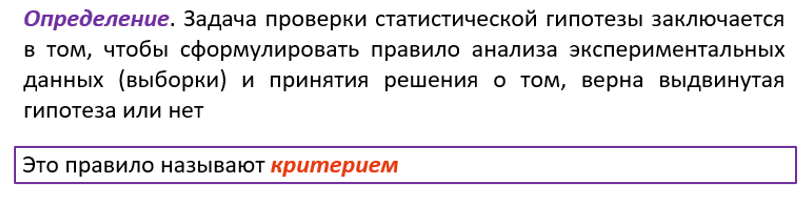 Определение. Задача проверки статистической гипотезы заключается
в том, чтобы сформулировать правило анализа экспериментальных
данных (выборки) и принятия решения о том, верна выдвинутая
гипотеза или нет
Это правило называют критерием